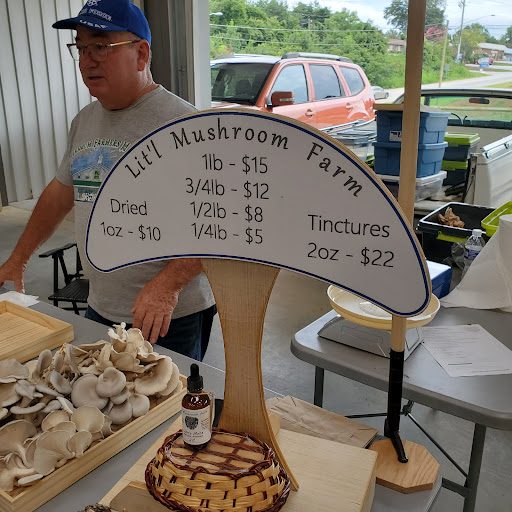 Lit'l Mushroom Farm
1lb - $15
3/4lb - $12
1/2lb - $8
1/4lb - $5
Dried
1oz - $10
Tinctures
2oz - $22